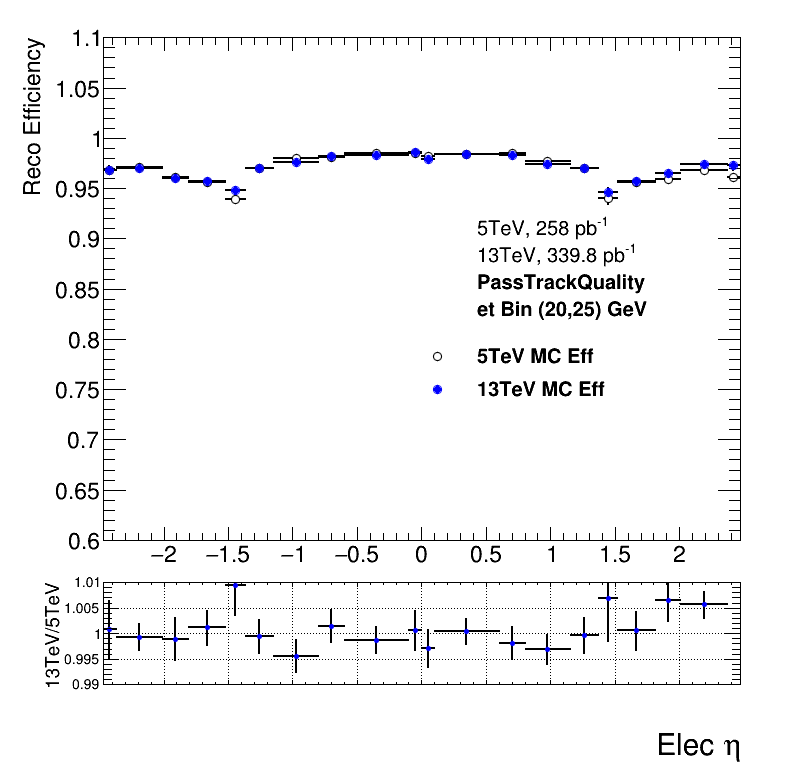 Reco Efficiency
1.1
1.05
1
0.95
0.9
0.85
0.8
0.75
0.7
0.65
0.6
−2 −1.5 −1 −0.5 0 0.5 1 1.5 2
5TeV, 258 pb-1
13TeV, 339.8 pb-1
PassTrackQuality
et Bin (20,25) GeV
5TeV MC Eff
13TeV MC Eff
13TeV/5TeV
1.01
1.005
1
0.995
0.99
Elec η